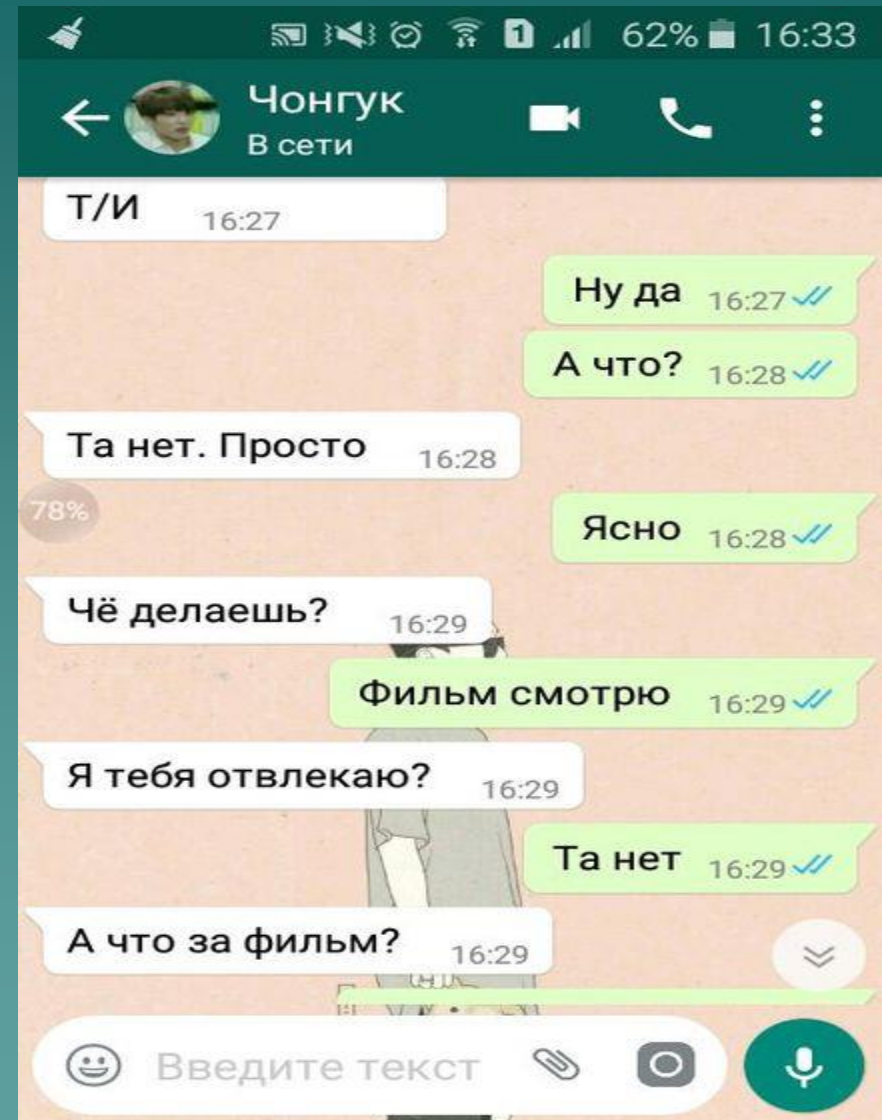 1 62% 16:33
Чонгук
В сети
Т/И 16:27
Ну да 16:27
А что? 16:28
Та нет. Просто 16:28
78%
Ясно 16:28
Чё делаешь? 16:29
Фильм смотрю 16:29
Я тебя отвлекаю? 16:29
Та нет 16:29
А что за фильм? 16:29
Введите текст